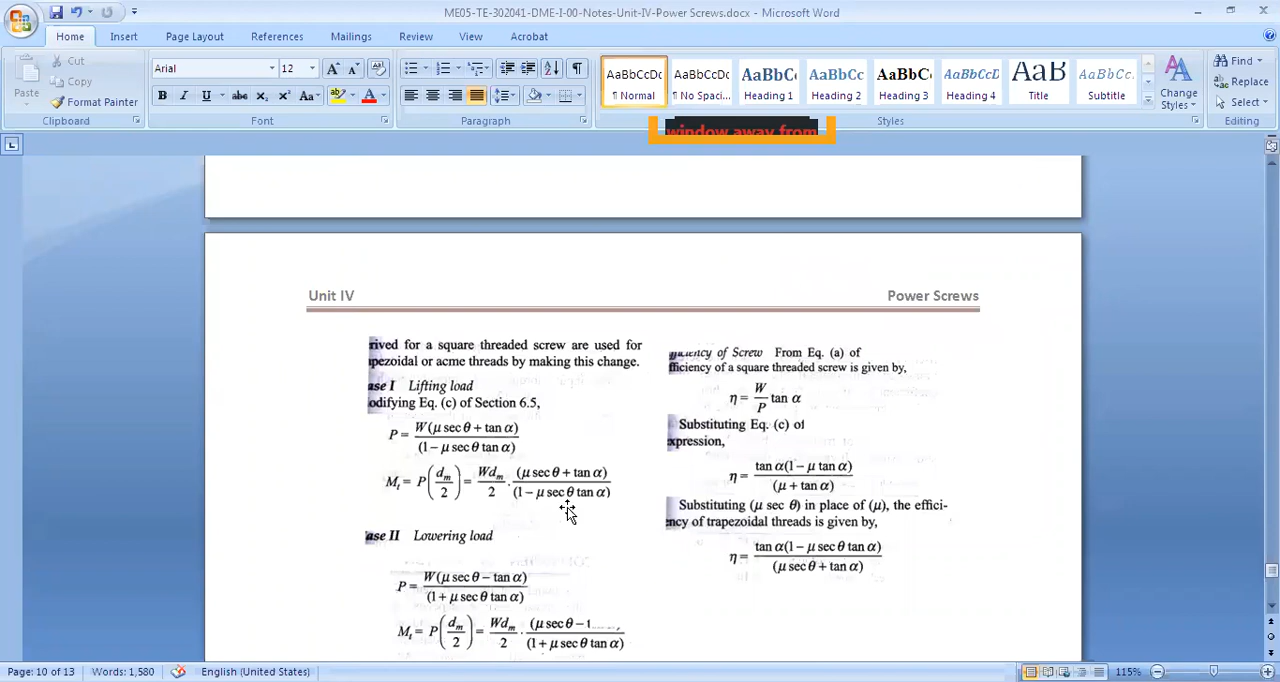 ME05-TE-302041-DME-I-00-Notes-Unit-IV-Power Screws.docx - Microsoft Word
Home Insert Page Layout References Mailings Review View Acrobat
Paste
Cut
Copy
Format Painter
Clipboard
Arial 12
Font
Paragraph
AaBbCcDc AaBbCcDc AaBbC AaBbCc AaBbC AaBbCcD AaB AaBbCcDc.
¶ Normal ¶ No Spaci... Heading 1 Heading 2 Heading 3 Heading 4 Title Subtitle
Change Styles
Styles
Find
Replace
Select
Editing
window away from
Unit IV Power Screws
rived for a square threaded screw are used for
pezoidal or acme threads by making this change.
ase I Lifting load
odifying Eq. (c) of Section 6.5,
P = W(μ sec θ + tan α) / (1 − μ sec θ tan α)
Mt = P(dm/2) = Wdm/2 · (μ sec θ + tan α) / (1 − μ sec θ tan α)
ase II Lowering load
P = W(μ sec θ − tan α) / (1 + μ sec θ tan α)
Mt = P(dm/2) = Wdm/2 · (μ sec θ − / (1 + μ sec θ tan α)
iency of Screw From Eq. (a) of
fficiency of a square threaded screw is given by,
η = W/P tan α
Substituting Eq. (c) of
xpression,
η = tan α(1 − μ tan α) / (μ + tan α)
Substituting (μ sec θ) in place of (μ), the effici-
ency of trapezoidal threads is given by,
η = tan α(1 − μ sec θ tan α) / (μ sec θ + tan α)
Page: 10 of 13 Words: 1,580 English (United States) 115%